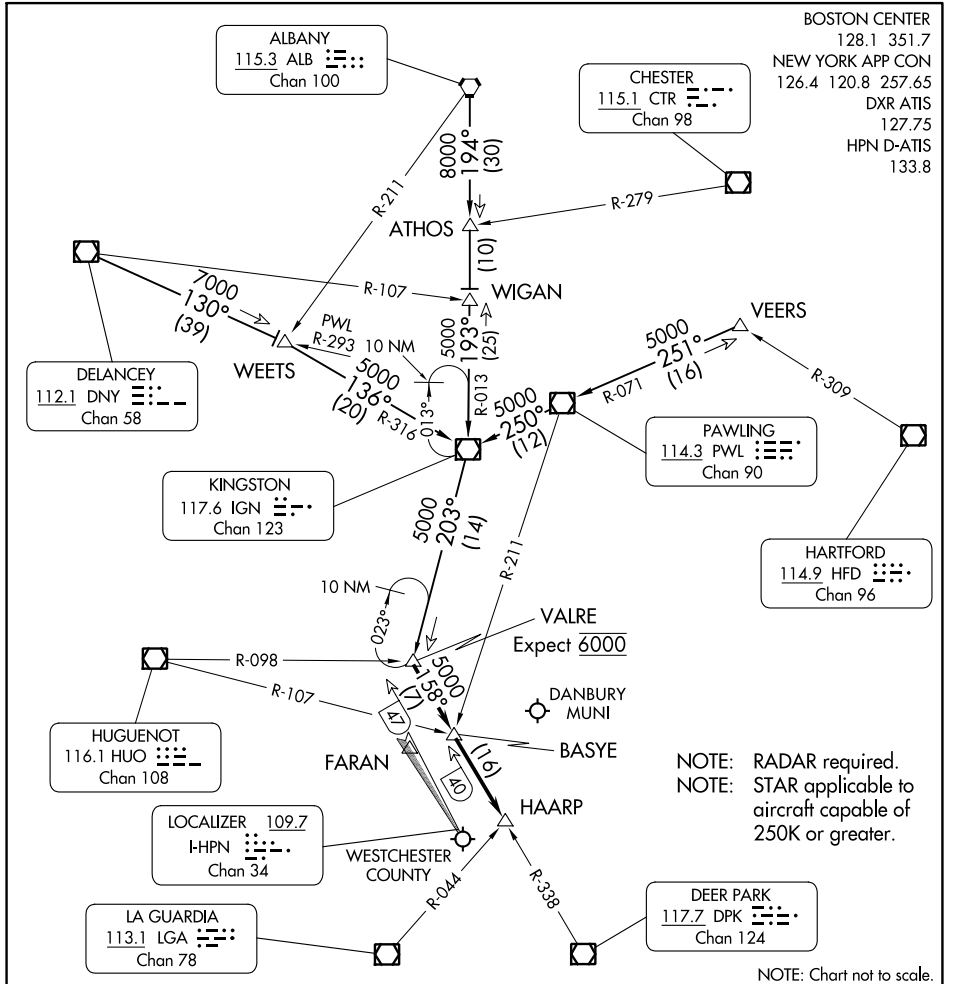 BOSTON CENTER
128.1 351.7
NEW YORK APP CON
126.4 120.8 257.65
DXR ATIS
127.75
HPN D-ATIS
133.8
ALBANY
115.3 ALB
Chan 100
CHESTER
115.1 CTR
Chan 98
8000
194°
(30)
R-211
R-279
ATHOS
(10)
R-107
WIGAN
7000
130°
(39)
PWL
R-293
10 NM
5000
193°
(25)
VEERS
WEETS
5000
251°
(16)
R-071
DELANCEY
112.1 DNY
Chan 58
5000
136°
(20)
R-316
013°
R-013
5000
250°
(12)
R-309
PAWLING
114.3 PWL
Chan 90
KINGSTON
117.6 IGN
Chan 123
5000
203°
(14)
R-211
HARTFORD
114.9 HFD
Chan 96
10 NM
023°
VALRE
Expect 6000
R-098
5000
158°
(7)
R-107
47
DANBURY
MUNI
HUGUENOT
116.1 HUO
Chan 108
FARAN
BASYE
(16)
40
NOTE: RADAR required.
NOTE: STAR applicable to
aircraft capable of
250K or greater.
HAARP
LOCALIZER 109.7
I-HPN
Chan 34
WESTCHESTER
COUNTY
R-044
R-338
LA GUARDIA
113.1 LGA
Chan 78
DEER PARK
117.7 DPK
Chan 124
NOTE: Chart not to scale.